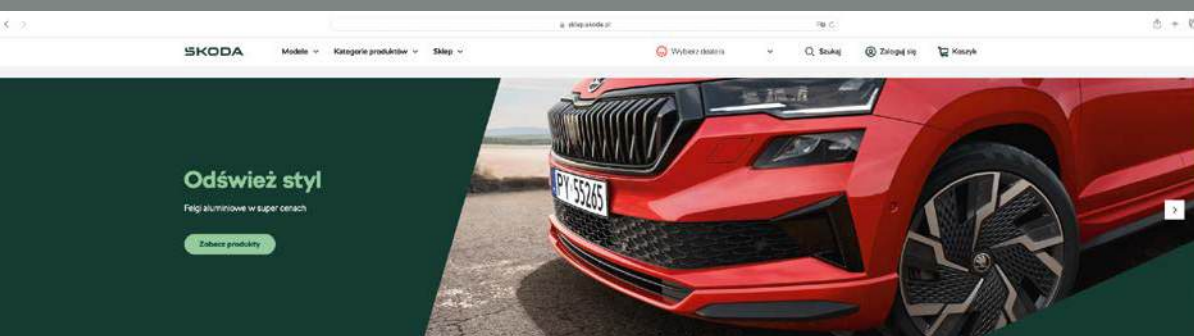 sklep.skoda.pl
SKODA Modele Kategorie produktów Sklep Wybierz dealera Szukaj Zaloguj się Koszyk
Odśwież styl
Felgi aluminiowe w super cenach
Zobacz produkty
PY 55265